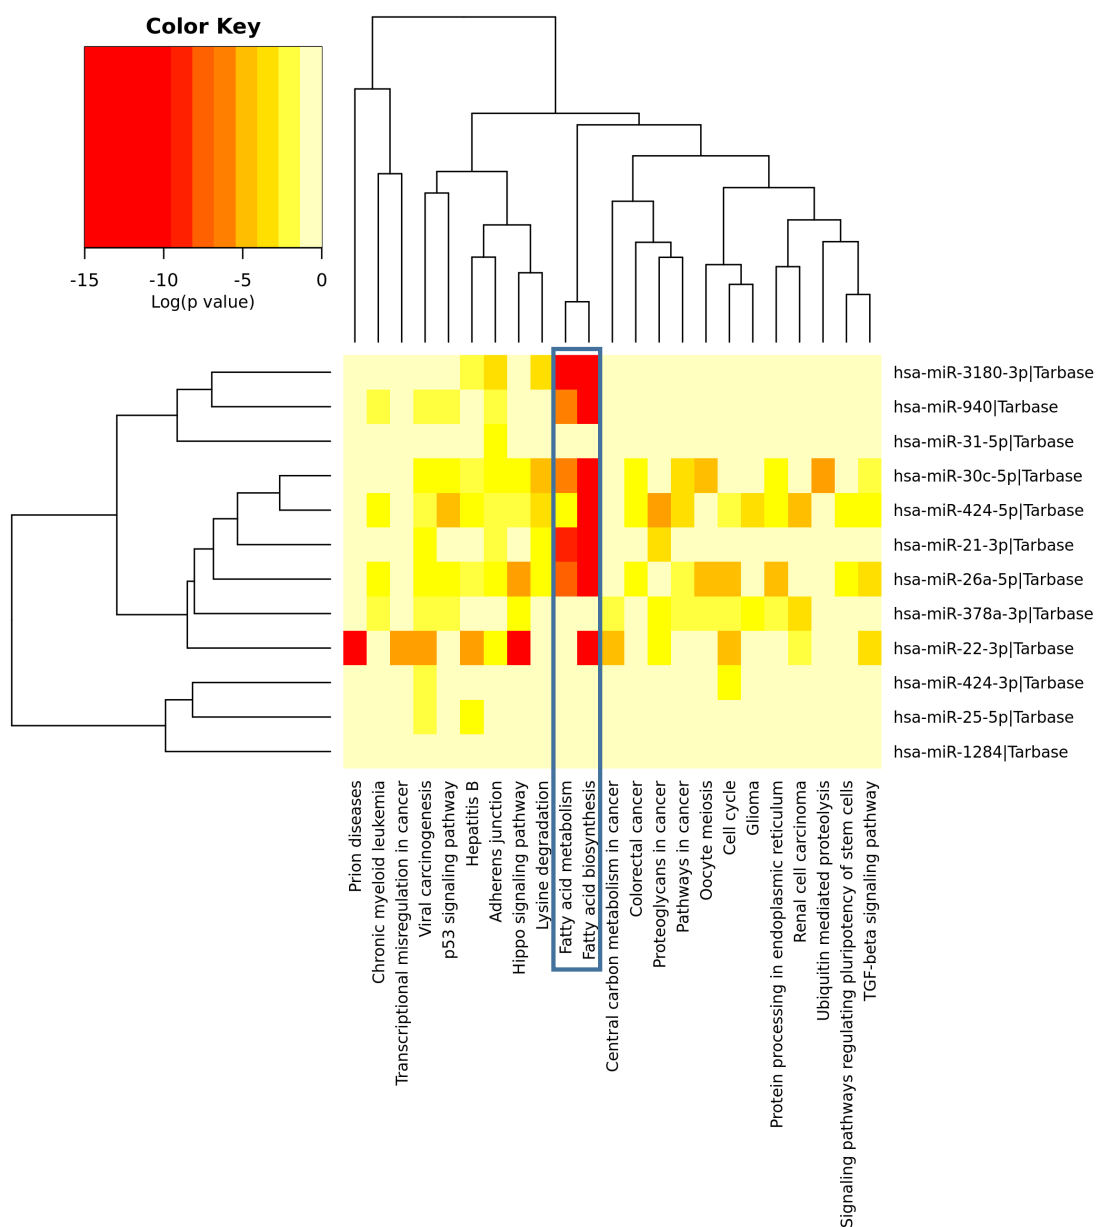 Color Key
-15 -10 -5 0
Log(p value)
hsa-miR-3180-3p|Tarbase
hsa-miR-940|Tarbase
hsa-miR-31-5p|Tarbase
hsa-miR-30c-5p|Tarbase
hsa-miR-424-5p|Tarbase
hsa-miR-21-3p|Tarbase
hsa-miR-26a-5p|Tarbase
hsa-miR-378a-3p|Tarbase
hsa-miR-22-3p|Tarbase
hsa-miR-424-3p|Tarbase
hsa-miR-25-5p|Tarbase
hsa-miR-1284|Tarbase
Prion diseases
Chronic myeloid leukemia
Transcriptional misregulation in cancer
Viral carcinogenesis
p53 signaling pathway
Hepatitis B
Adherens junction
Hippo signaling pathway
Lysine degradation
Fatty acid metabolism
Fatty acid biosynthesis
Central carbon metabolism in cancer
Colorectal cancer
Proteoglycans in cancer
Pathways in cancer
Oocyte meiosis
Cell cycle
Glioma
Protein processing in endoplasmic reticulum
Renal cell carcinoma
Ubiquitin mediated proteolysis
Signaling pathways regulating pluripotency of stem cells
TGF-beta signaling pathway